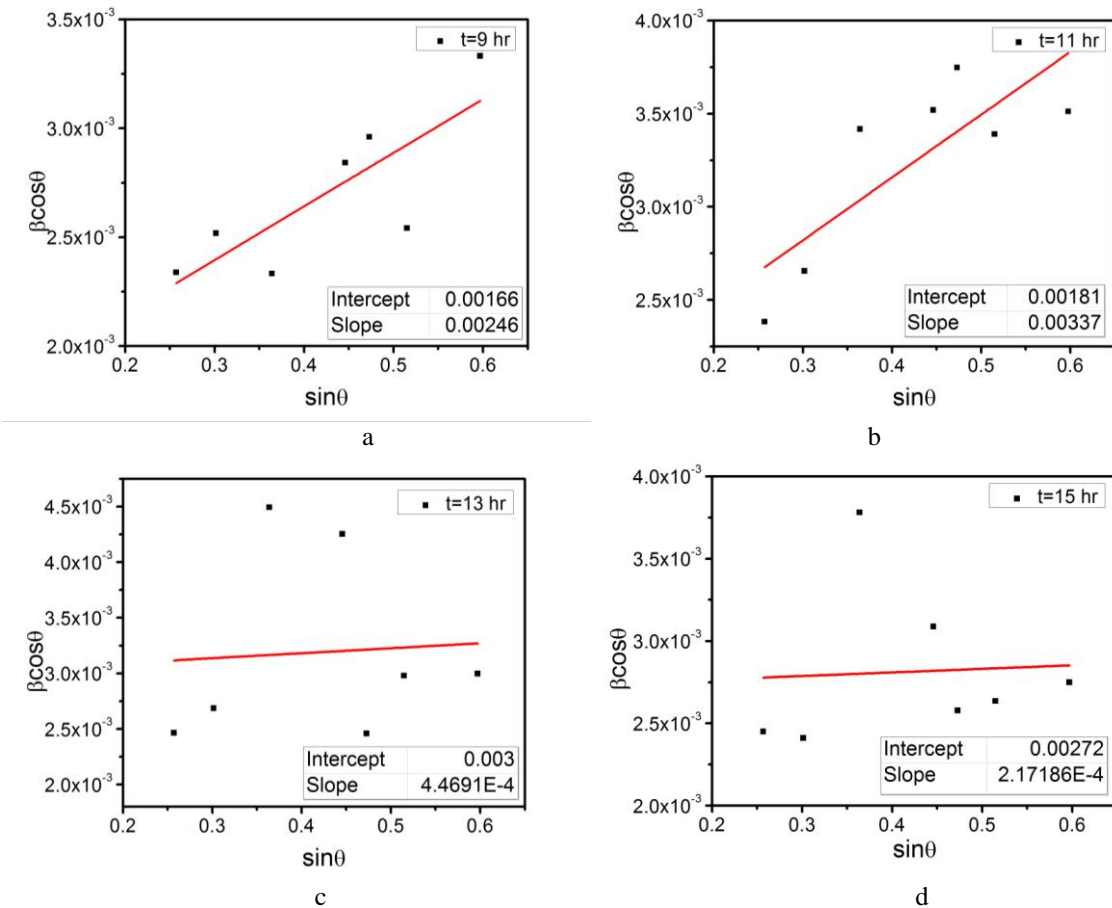 3.5x10⁻³
t=9 hr
3.0x10⁻³
βcosθ
2.5x10⁻³
Intercept 0.00166
Slope 0.00246
2.0x10⁻³
0.2 0.3 0.4 0.5 0.6
sinθ
a
4.0x10⁻³
t=11 hr
3.5x10⁻³
βcosθ
3.0x10⁻³
2.5x10⁻³
Intercept 0.00181
Slope 0.00337
0.2 0.3 0.4 0.5 0.6
sinθ
b
4.5x10⁻³
t=13 hr
4.0x10⁻³
βcosθ
3.5x10⁻³
3.0x10⁻³
2.5x10⁻³
Intercept 0.003
Slope 4.4691E-4
2.0x10⁻³
0.2 0.3 0.4 0.5 0.6
sinθ
c
4.0x10⁻³
t=15 hr
3.5x10⁻³
βcosθ
3.0x10⁻³
2.5x10⁻³
Intercept 0.00272
Slope 2.17186E-4
2.0x10⁻³
0.2 0.3 0.4 0.5 0.6
sinθ
d